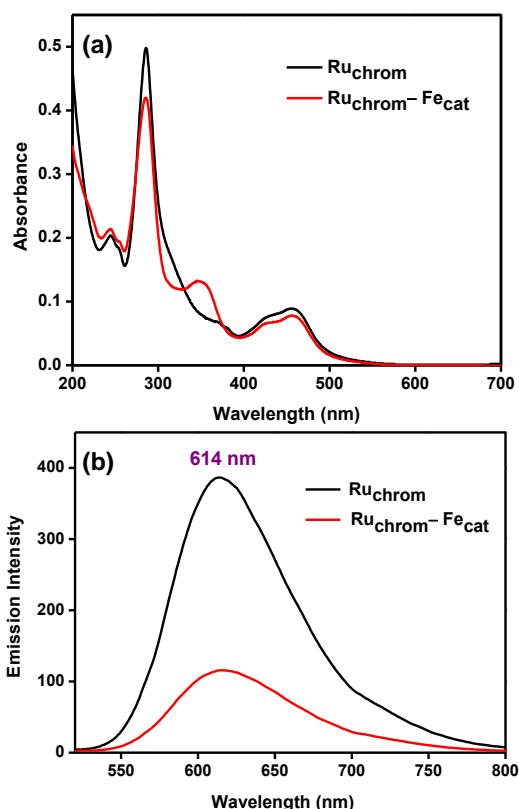 (a)
Ruchrom
Ruchrom– Fecat
0.5
0.4
0.3
0.2
0.1
0.0
Absorbance
200 300 400 500 600 700
Wavelength (nm)
(b)
614 nm
Ruchrom
Ruchrom– Fecat
400
300
200
100
0
Emission Intensity
550 600 650 700 750 800
Wavelength (nm)